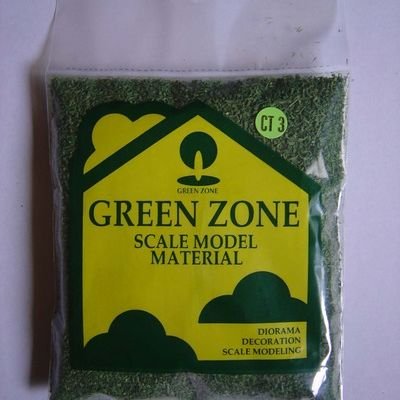 CT 3
GREEN ZONE
GREEN ZONE
SCALE MODEL
MATERIAL
DIORAMA
DECORATION
SCALE MODELING